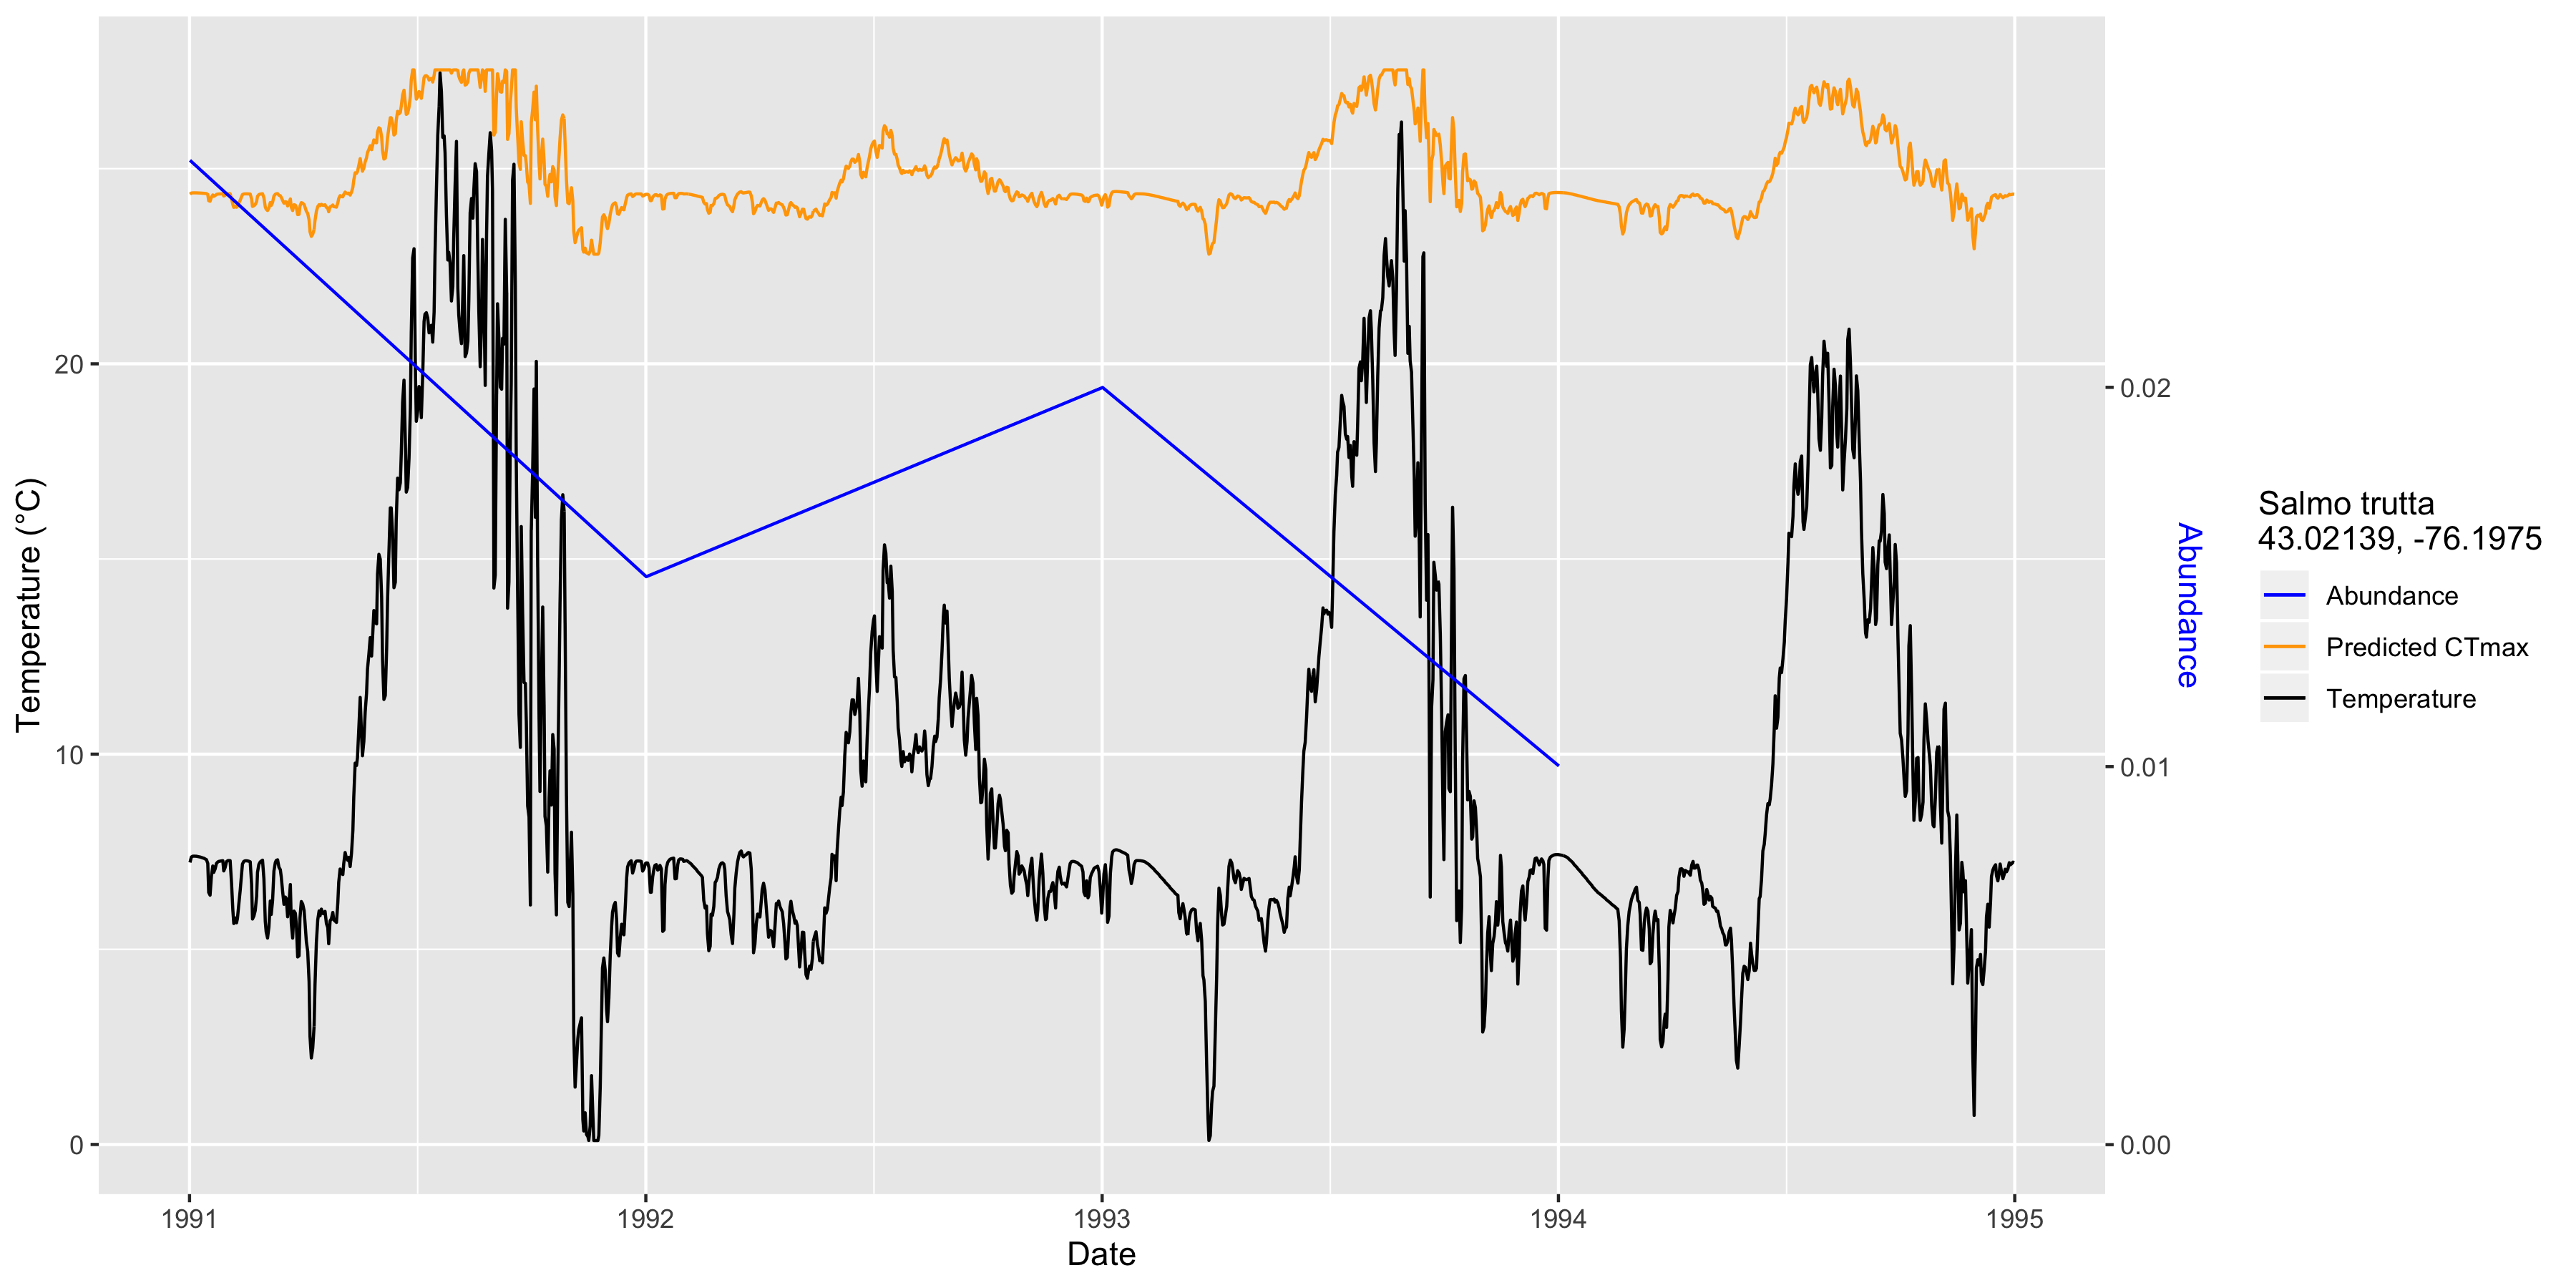 20
10
0
Temperature (°C)
1991
1992
1993
1994
1995
Date
0.02
0.01
0.00
Abundance
Salmo trutta
43.02139, -76.1975
Abundance
Predicted CTmax
Temperature